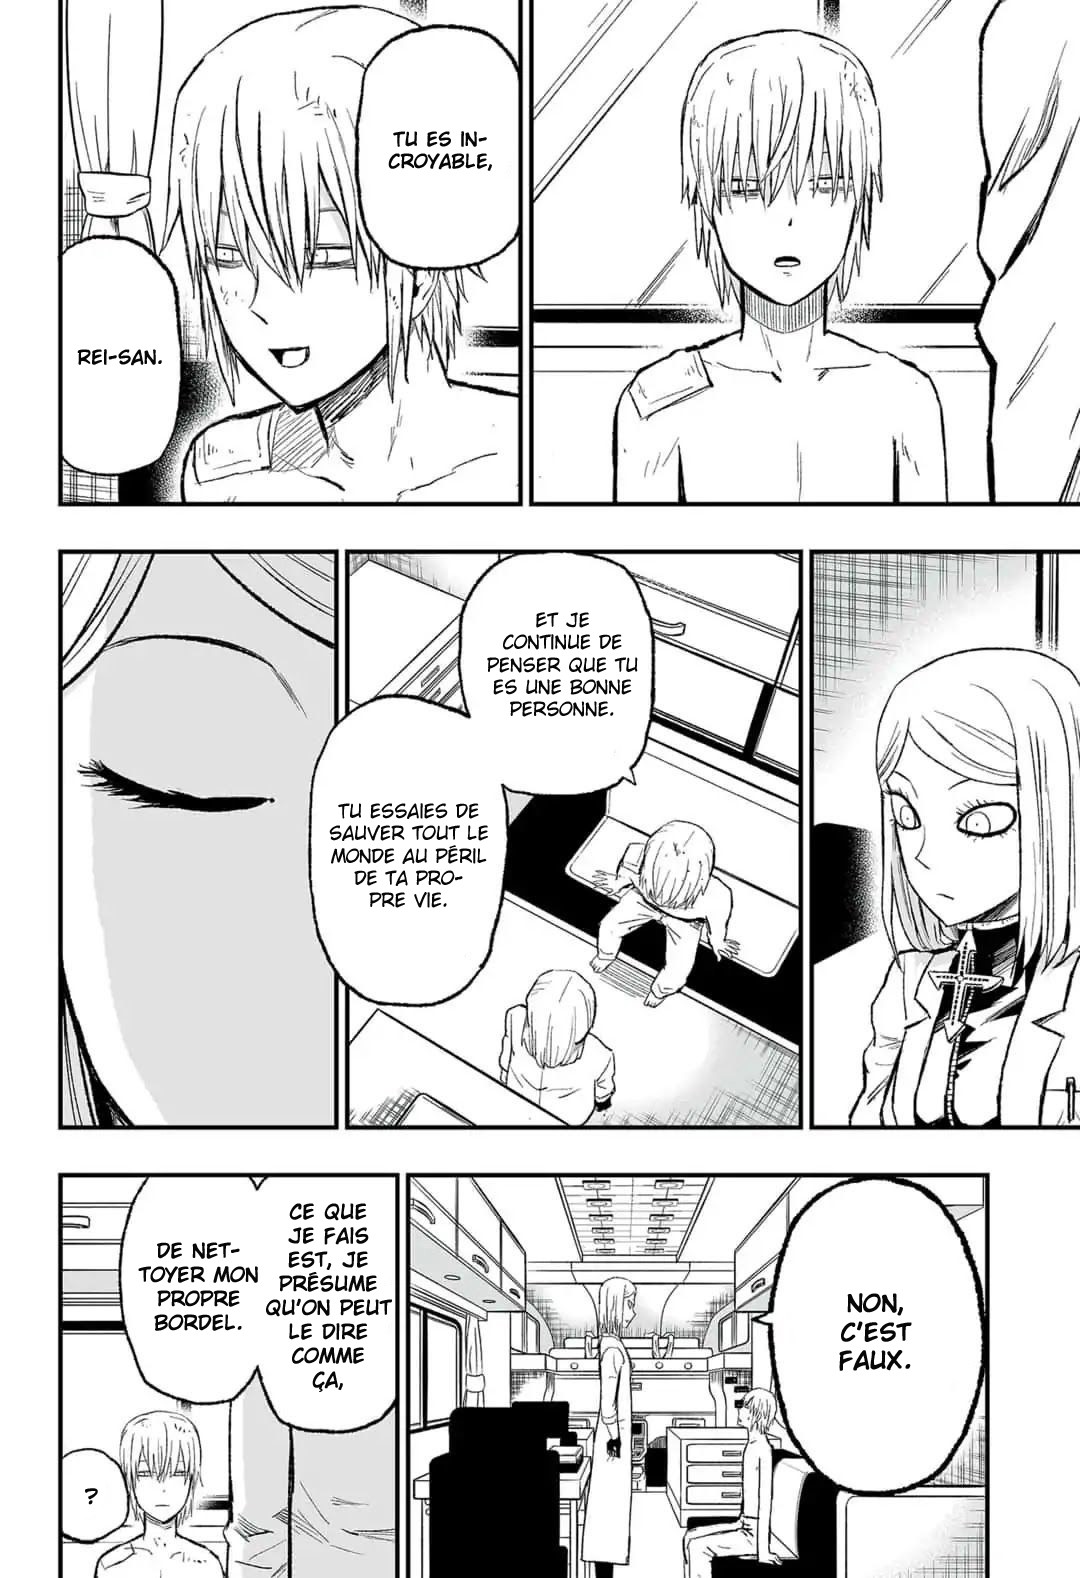 TU ES IN-
CROYABLE,
REI-SAN.
ET JE
CONTINUE DE
PENSER QUE TU
ES UNE BONNE
PERSONNE.
TU ESSAIES DE
SAUVER TOUT LE
MONDE AU PÉRIL
DE TA PRO-
PRE VIE.
NON,
C'EST
FAUX.
CE QUE
JE FAIS
EST, JE
PRÉSUME
QU'ON PEUT
LE DIRE
COMME
ÇA,
DE NET-
TOYER MON
PROPRE
BORDEL.
?